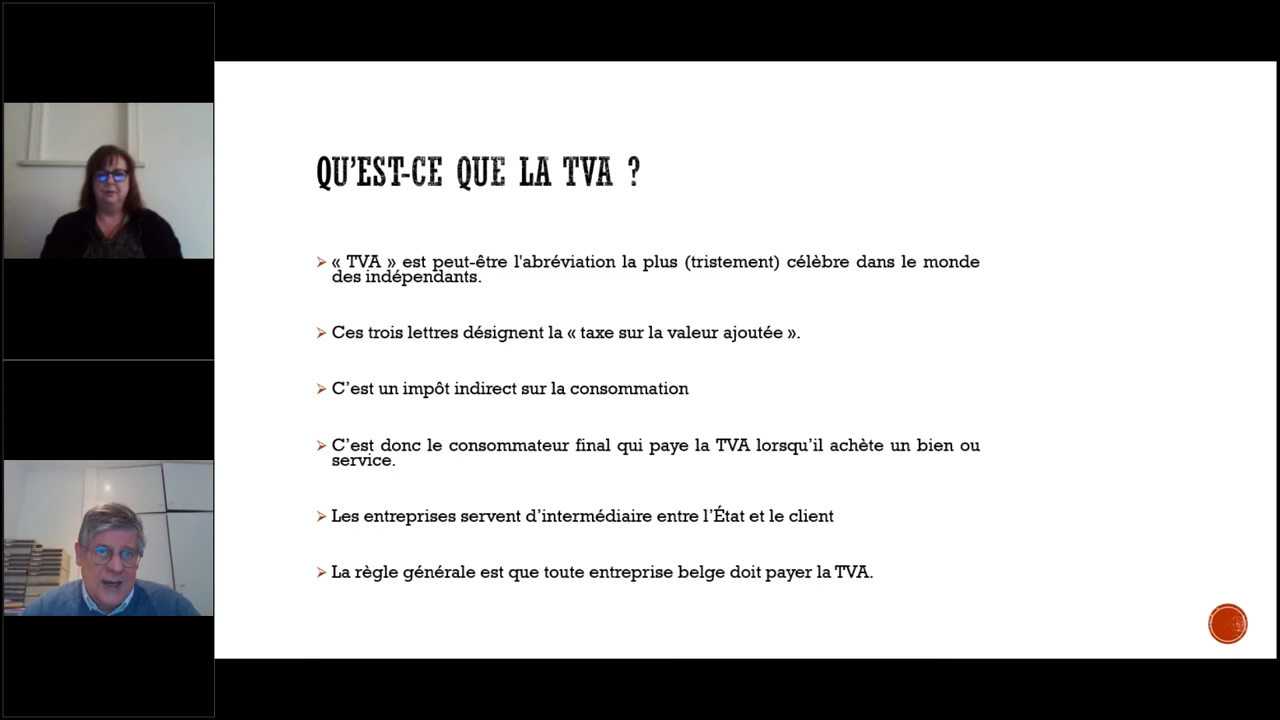 QU'EST-CE QUE LA TVA ?
« TVA » est peut-être l'abréviation la plus (tristement) célèbre dans le monde
des indépendants.
Ces trois lettres désignent la « taxe sur la valeur ajoutée ».
C'est un impôt indirect sur la consommation
C'est donc le consommateur final qui paye la TVA lorsqu'il achète un bien ou
service.
Les entreprises servent d'intermédiaire entre l'État et le client
La règle générale est que toute entreprise belge doit payer la TVA.